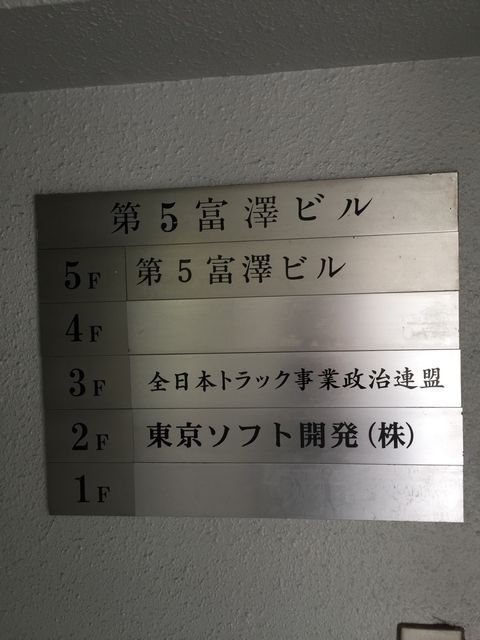 第5富澤ビル
5F 第5富澤ビル
4F
3F 全日本トラック事業政治連盟
2F 東京ソフト開発(株)
1F